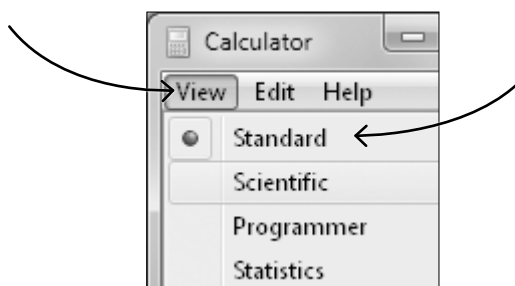 Calculator
View Edit Help
Standard
Scientific
Programmer
Statistics